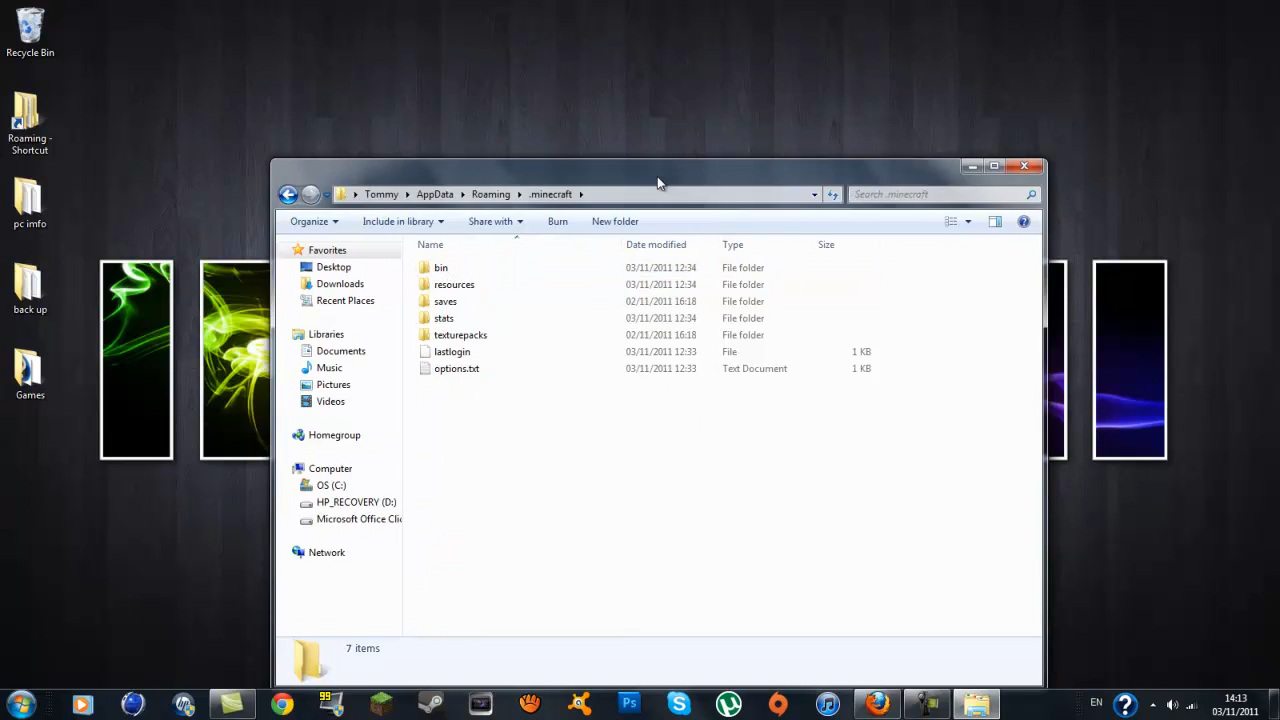 Recycle Bin
Roaming -
Shortcut
pc imfo
back up
Games
Tommy AppData Roaming .minecraft
Search .minecraft
Organize Include in library Share with Burn New folder
Name Date modified Type Size
Favorites
Desktop
Downloads
Recent Places
Libraries
Documents
Music
Pictures
Videos
Homegroup
Computer
OS (C:)
HP_RECOVERY (D:)
Microsoft Office Clic
Network
bin 03/11/2011 12:34 File folder
resources 03/11/2011 12:34 File folder
saves 02/11/2011 16:18 File folder
stats 03/11/2011 12:34 File folder
texturepacks 02/11/2011 16:18 File folder
lastlogin 03/11/2011 12:33 File 1 KB
options.txt 03/11/2011 12:33 Text Document 1 KB
7 items
99
Ps
EN
14:13
03/11/2011